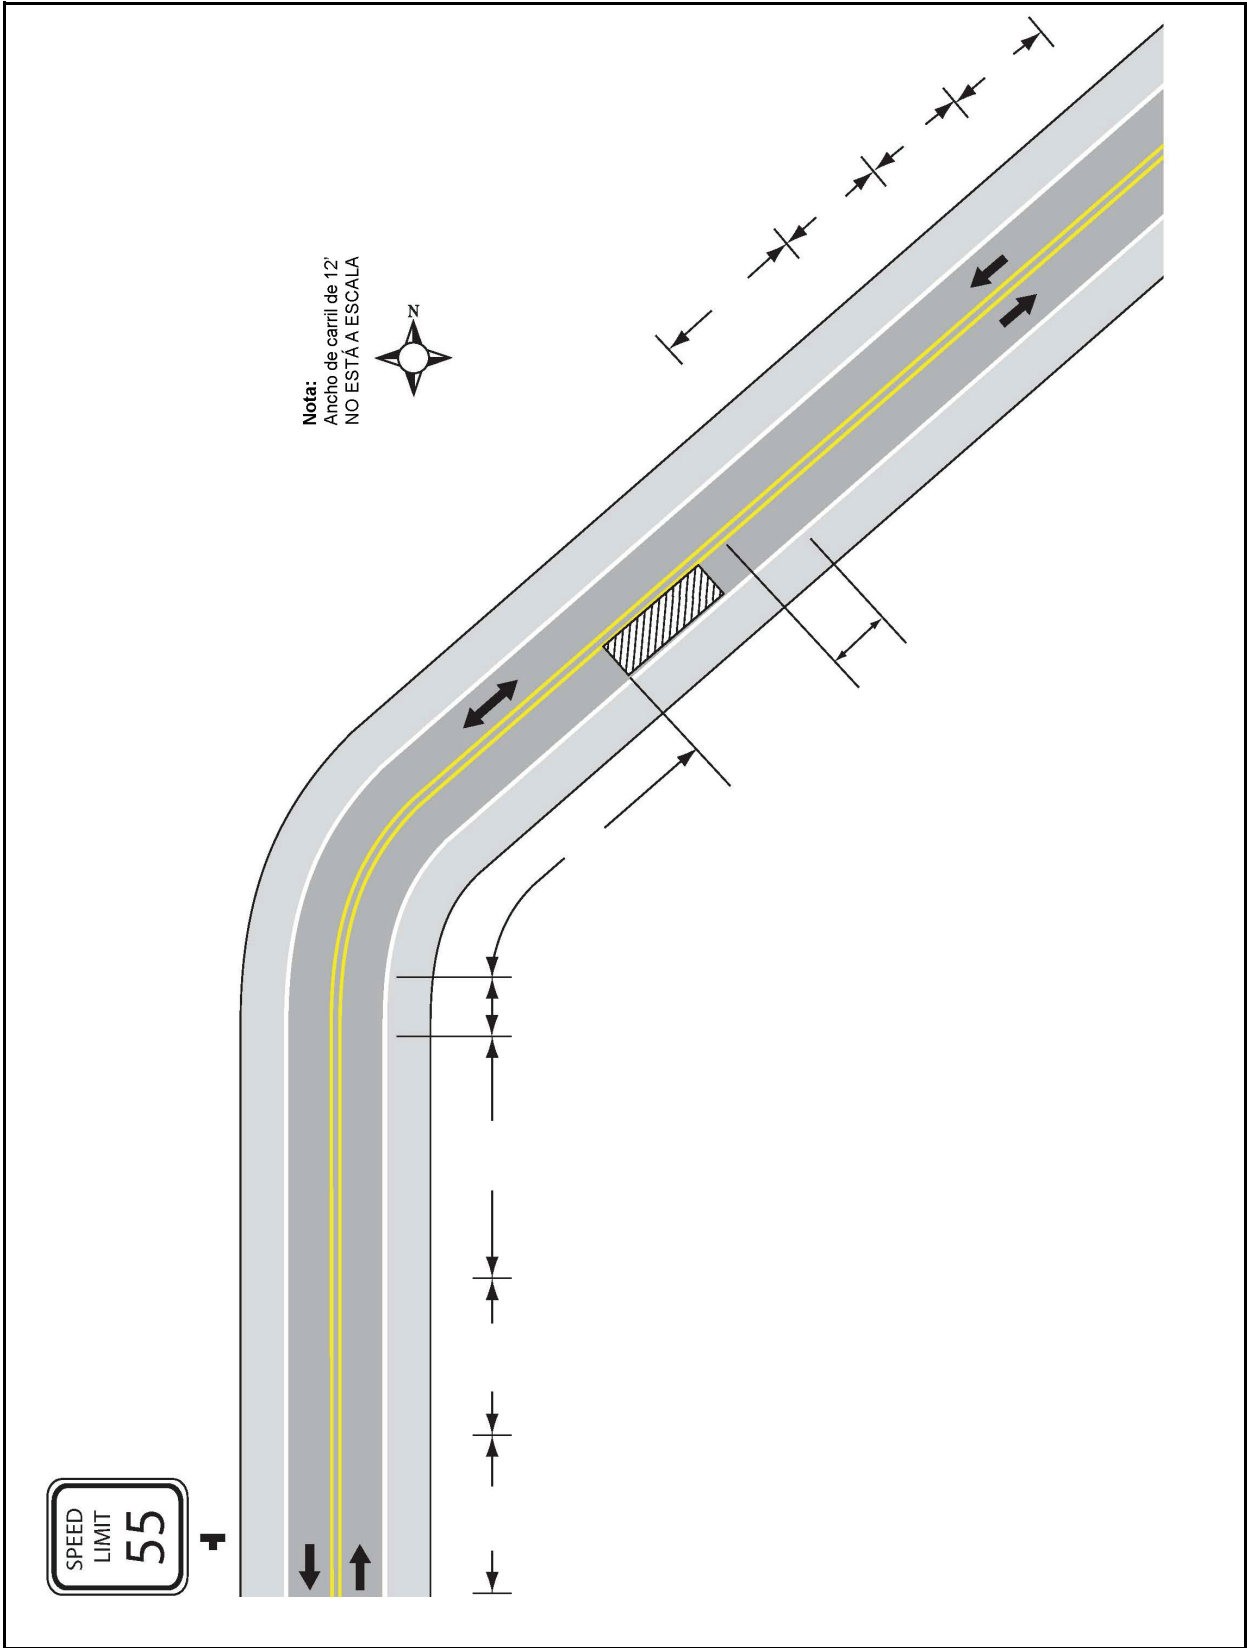 Nota:
Ancho de carril de 12'
NO ESTÁ A ESCALA
N
SPEED
LIMIT
55